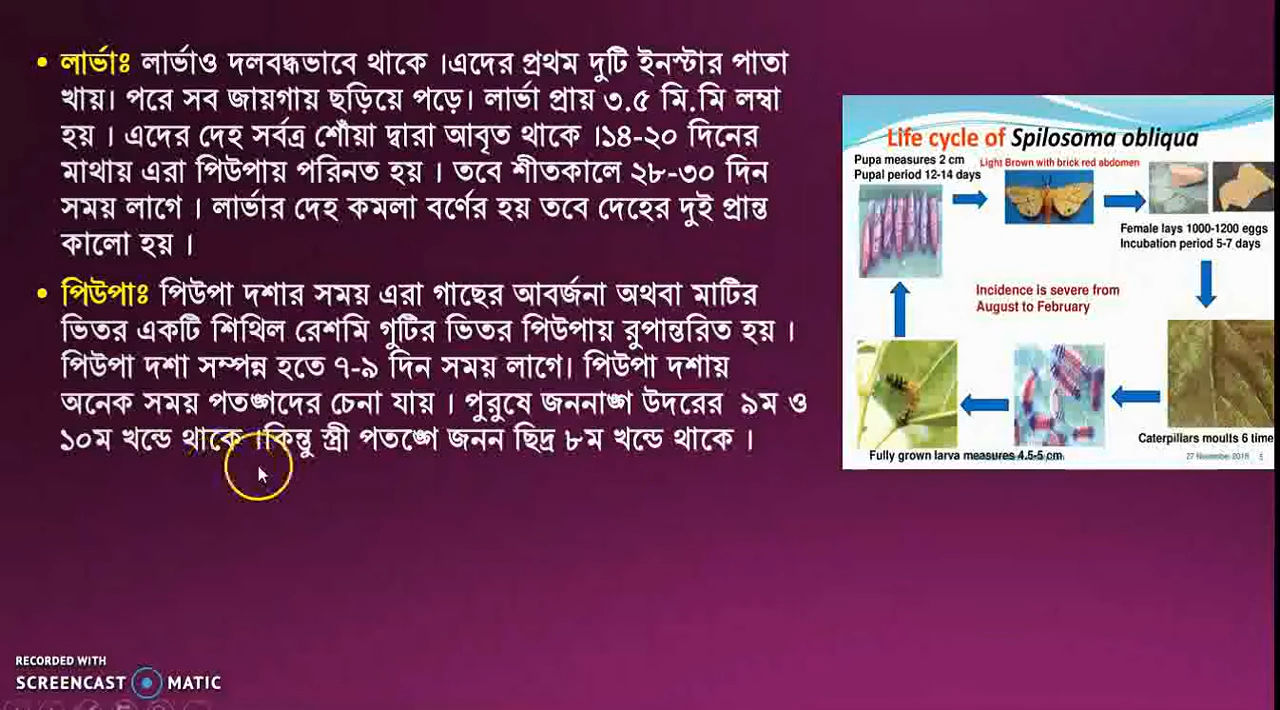 • লার্ভাঃ লার্ভাও দলবদ্ধভাবে থাকে ।এদের প্রথম দুটি ইনস্টার পাতা
খায়। পরে সব জায়গায় ছড়িয়ে পড়ে। লার্ভা প্রায় ৩.৫ মি.মি লম্বা
হয় । এদের দেহ সর্বত্র শোঁয়া দ্বারা আবৃত থাকে ।১৪-২০ দিনের
মাথায় এরা পিউপায় পরিনত হয় । তবে শীতকালে ২৮-৩০ দিন
সময় লাগে । লার্ভার দেহ কমলা বর্ণের হয় তবে দেহের দুই প্রান্ত
কালো হয় ।
• পিউপাঃ পিউপা দশার সময় এরা গাছের আবর্জনা অথবা মাটির
ভিতর একটি শিথিল রেশমি গুটির ভিতর পিউপায় রুপান্তরিত হয় ।
পিউপা দশা সম্পন্ন হতে ৭-৯ দিন সময় লাগে। পিউপা দশায়
অনেক সময় পতঙ্গদের চেনা যায় । পুরুষে জননাঙ্গ উদরের ৯ম ও
১০ম খন্ডে থাকে ।কিন্তু স্ত্রী পতঙ্গে জনন ছিদ্র ৮ম খন্ডে থাকে ।
Life cycle of Spilosoma obliqua
Pupa measures 2 cm
Pupal period 12-14 days
Light Brown with brick red abdomen
Female lays 1000-1200 eggs
Incubation period 5-7 days
Incidence is severe from
August to February
Caterpillars moults 6 time
Fully grown larva measures 4.5-5 cm
27 November 2018 5
RECORDED WITH
SCREENCAST MATIC